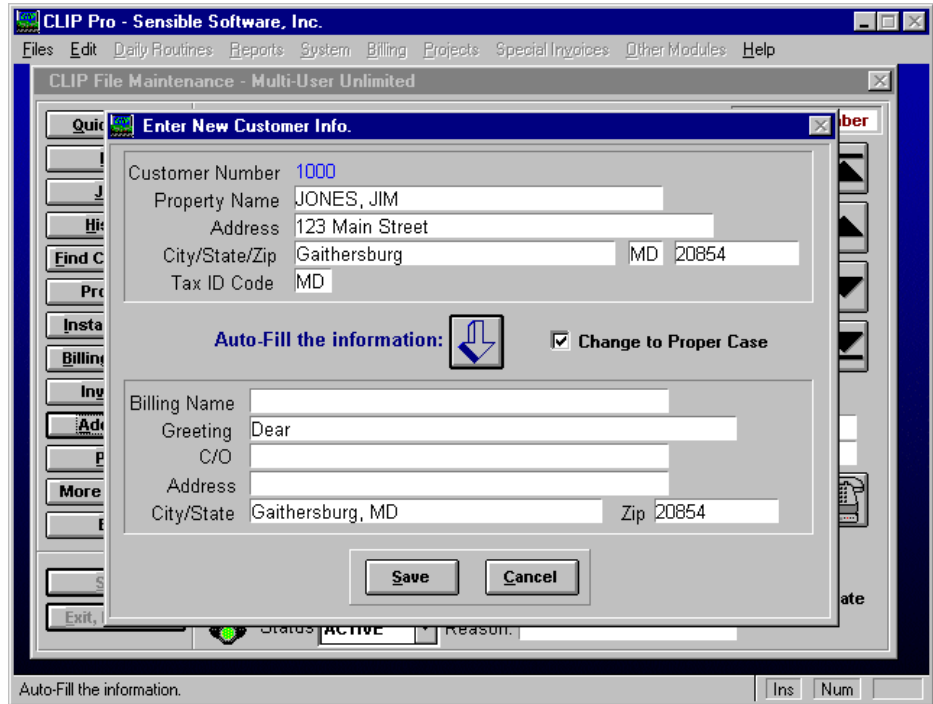 CLIP Pro - Sensible Software, Inc.
Files Edit Daily Routines Reports System Billing Projects Special Invoices Other Modules Help
CLIP File Maintenance - Multi-User Unlimited
Enter New Customer Info.
Customer Number 1000
Property Name JONES, JIM
Address 123 Main Street
City/State/Zip Gaithersburg MD 20854
Tax ID Code MD
Auto-Fill the information: Change to Proper Case
Billing Name
Greeting Dear
C/O
Address
City/State Gaithersburg, MD Zip 20854
More
Save Cancel
Exit,
Status ACTIVE Reason:
Auto-Fill the information. Ins Num